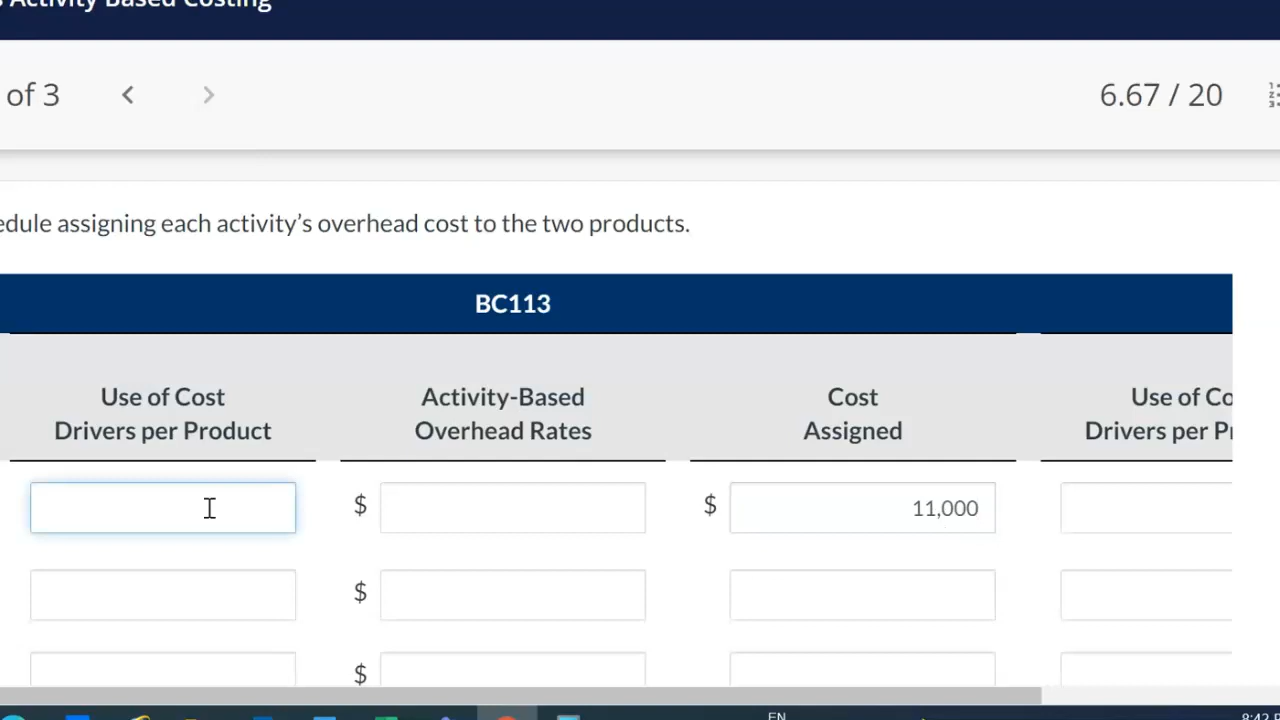 Activity Based Costing
of 3 < > 6.67 / 20
edule assigning each activity's overhead cost to the two products.
BC113
Use of Cost
Drivers per Product
Activity-Based
Overhead Rates
Cost
Assigned
Use of Co
Drivers per P
$ $ 11,000
$
$
EN
8:43